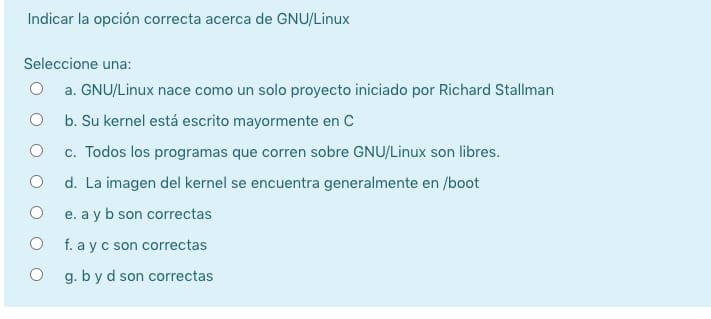 Indicar la opción correcta acerca de GNU/Linux
Seleccione una:
a. GNU/Linux nace como un solo proyecto iniciado por Richard Stallman
b. Su kernel está escrito mayormente en C
c. Todos los programas que corren sobre GNU/Linux son libres.
d. La imagen del kernel se encuentra generalmente en /boot
e. a y b son correctas
f. a y c son correctas
g. b y d son correctas